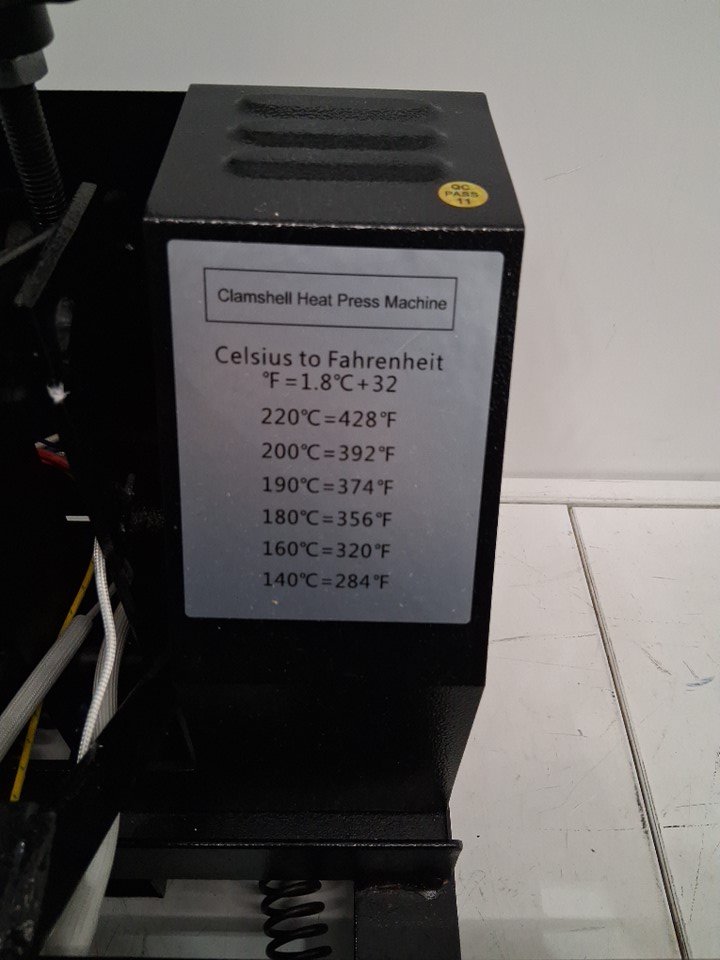 QC
PASS
11
Clamshell Heat Press Machine
Celsius to Fahrenheit
°F=1.8°C+32
220°C=428°F
200°C=392°F
190°C=374°F
180°C=356°F
160°C=320°F
140°C=284°F